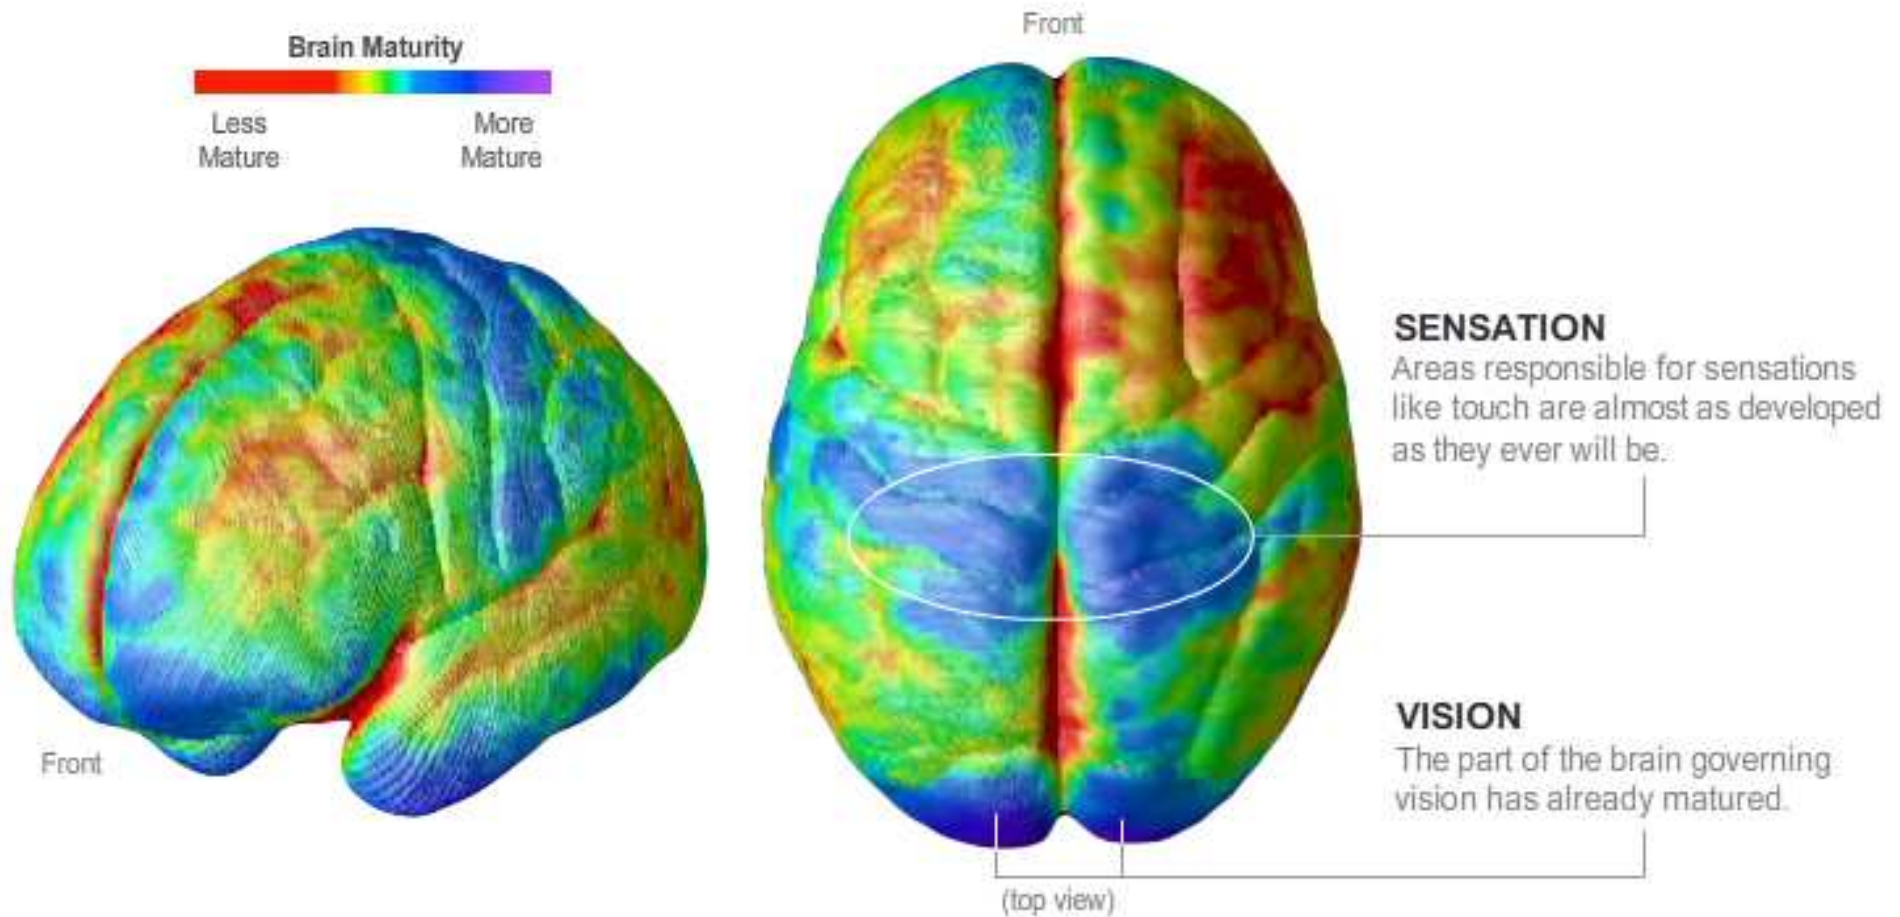 Front
Brain Maturity
Less
Mature
More
Mature
SENSATION
Areas responsible for sensations
like touch are almost as developed
as they ever will be.
Front
VISION
The part of the brain governing
vision has already matured.
(top view)